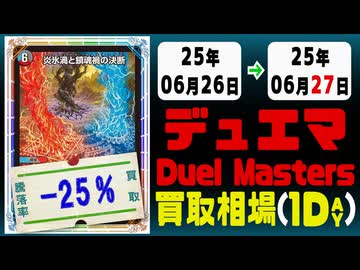 6 炎氷渦と鎮魂禍の決断
騰落率
-25%
買取
25年
06月26日
25年
06月27日
デュエマ
Duel Masters
買取相場(1D)